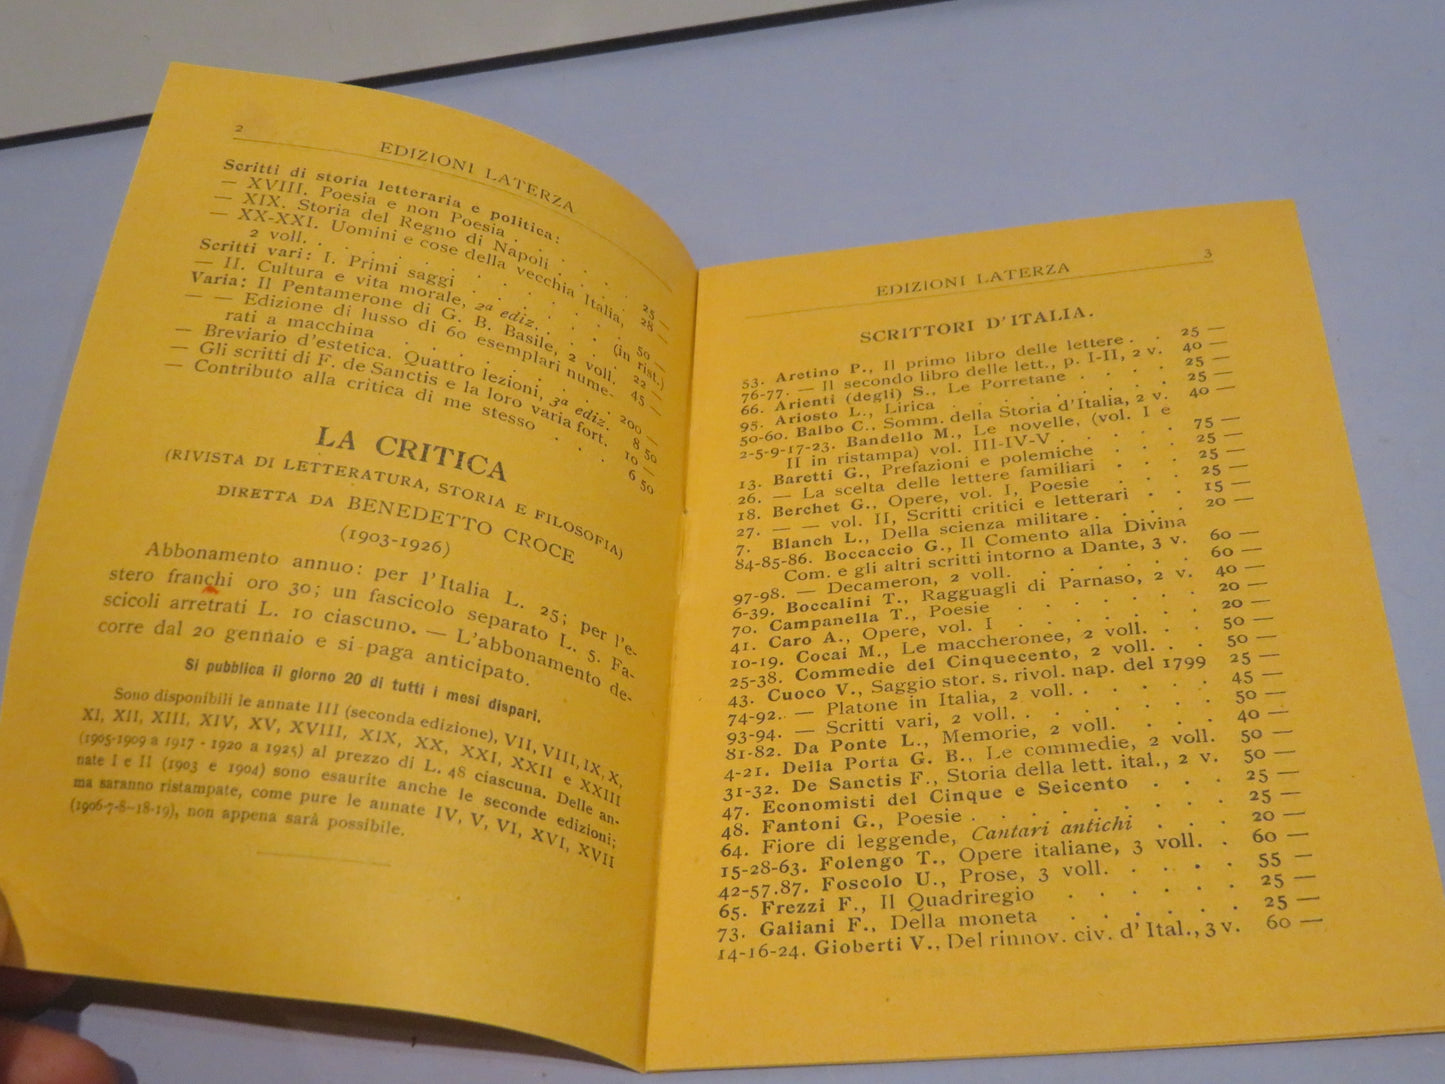 2
EDIZIONI LATERZA
Scritti di storia letteraria e politica:
— XVIII. Poesia e non Poesia . .
— XIX. Storia del Regno di Napoli . .
— XX-XXI. Uomini e cose della vecchia Italia,
2 voll. . . . . . . . . .
Scritti vari: I. Primi saggi . . . . . . 25 —
— II. Cultura e vita morale, 2ª ediz. . . . 28 —
Varia: Il Pentamerone di G. B. Basile, 2 voll. (in rist.)
— — Edizione di lusso di 60 esemplari nume-
rati a macchina
— Breviario d'estetica. Quattro lezioni, 3ª ediz.
— Gli scritti di F. de Sanctis e la loro varia fort.
— Contributo alla critica di me stesso . . .
LA CRITICA
(RIVISTA DI LETTERATURA, STORIA E FILOSOFIA)
DIRETTA DA BENEDETTO CROCE
(1903-1926)
Abbonamento annuo: per l'Italia L. 25; per l'e-
stero franchi oro 30; un fascicolo separato L. 5. Fa-
scicoli arretrati L. 10 ciascuno. — L'abbonamento de-
corre dal 20 gennaio e si paga anticipato.
Si pubblica il giorno 20 di tutti i mesi dispari.
Sono disponibili le annate III (seconda edizione), VII, VIII, IX, X,
XI, XII, XIII, XIV, XV, XVIII, XIX, XX, XXI, XXII e XXIII
(1905-1909 a 1917 - 1920 a 1925) al prezzo di L. 48 ciascuna. Delle an-
nate I e II (1903 e 1904) sono esaurite anche le seconde edizioni;
ma saranno ristampate, come pure le annate IV, V, VI, XVI, XVII
(1906-7-8-18-19), non appena sarà possibile.
EDIZIONI LATERZA
3
SCRITTORI D'ITALIA.
53. Aretino P., Il primo libro delle lettere . . 25 —
76-77. — Il secondo libro delle lett., p. I-II, 2 v. 40 —
66. Arienti (degli) S., Le Porretane . . . . 25 —
95. Ariosto L., Lirica . . . . . . . 25 —
50-60. Balbo C., Somm. della Storia d'Italia, 2 v. 40 —
2-5-9-17-23. Bandello M., Le novelle, (vol. I e
II in ristampa) vol. III-IV-V . . . . . 75 —
13. Baretti G., Prefazioni e polemiche . . . 25 —
26. — La scelta delle lettere familiari . . . 25 —
18. Berchet G., Opere, vol. I, Poesie . . . 25 —
27. — — vol. II, Scritti critici e letterari . . 15 —
7. Blanch L., Della scienza militare . . . . 20 —
84-85-86. Boccaccio G., Il Comento alla Divina
Com. e gli altri scritti intorno a Dante, 3 v. 60 —
97-98. — Decameron, 2 voll. . . . . . . 60 —
6-39. Boccalini T., Ragguagli di Parnaso, 2 v. 40 —
70. Campanella T., Poesie . . . . . . 20 —
41. Caro A., Opere, vol. I . . . . . . 20 —
10-19. Cocai M., Le maccheronee, 2 voll. . . 50 —
25-38. Commedie del Cinquecento, 2 voll. . . 50 —
43. Cuoco V., Saggio stor. s. rivol. nap. del 1799 25 —
74-92. — Platone in Italia, 2 voll. . . . . . 45 —
93-94. — Scritti vari, 2 voll. . . . . . . . 50 —
81-82. Da Ponte L., Memorie, 2 voll. . . . 40 —
4-21. Della Porta G. B., Le commedie, 2 voll. 50 —
31-32. De Sanctis F., Storia della lett. ital., 2 v. 50 —
47. Economisti del Cinque e Seicento . . . 25 —
48. Fantoni G., Poesie . . . . . . . . 25 —
64. Fiore di leggende, Cantari antichi . . . 20 —
15-28-63. Folengo T., Opere italiane, 3 voll. . 60 —
42-57.87. Foscolo U., Prose, 3 voll. . . . . 55 —
65. Frezzi F., Il Quadriregio . . . . . . 25 —
73. Galiani F., Della moneta . . . . . . 25 —
14-16-24. Gioberti V., Del rinnov. civ. d'Ital., 3 v. 60 —